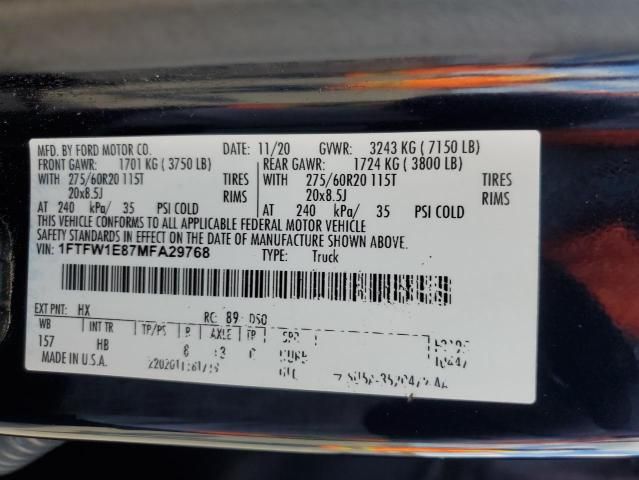 MFD. BY FORD MOTOR CO. DATE: 11/20 GVWR: 3243 KG ( 7150 LB)
FRONT GAWR: 1701 KG ( 3750 LB) REAR GAWR: 1724 KG ( 3800 LB)
WITH 275/60R20 115T TIRES WITH 275/60R20 115T TIRES
20x8.5J RIMS 20x8.5J RIMS
AT 240 kPa/ 35 PSI COLD AT 240 kPa/ 35 PSI COLD
THIS VEHICLE CONFORMS TO ALL APPLICABLE FEDERAL MOTOR VEHICLE
SAFETY STANDARDS IN EFFECT ON THE DATE OF MANUFACTURE SHOWN ABOVE.
VIN: 1FTFW1E87MFA29768 TYPE: Truck
EXT PNT: HX RC: 89 DSO
WB INT TR TP/PS R AXLE TP SPR
157 HB
MADE IN U.S.A.